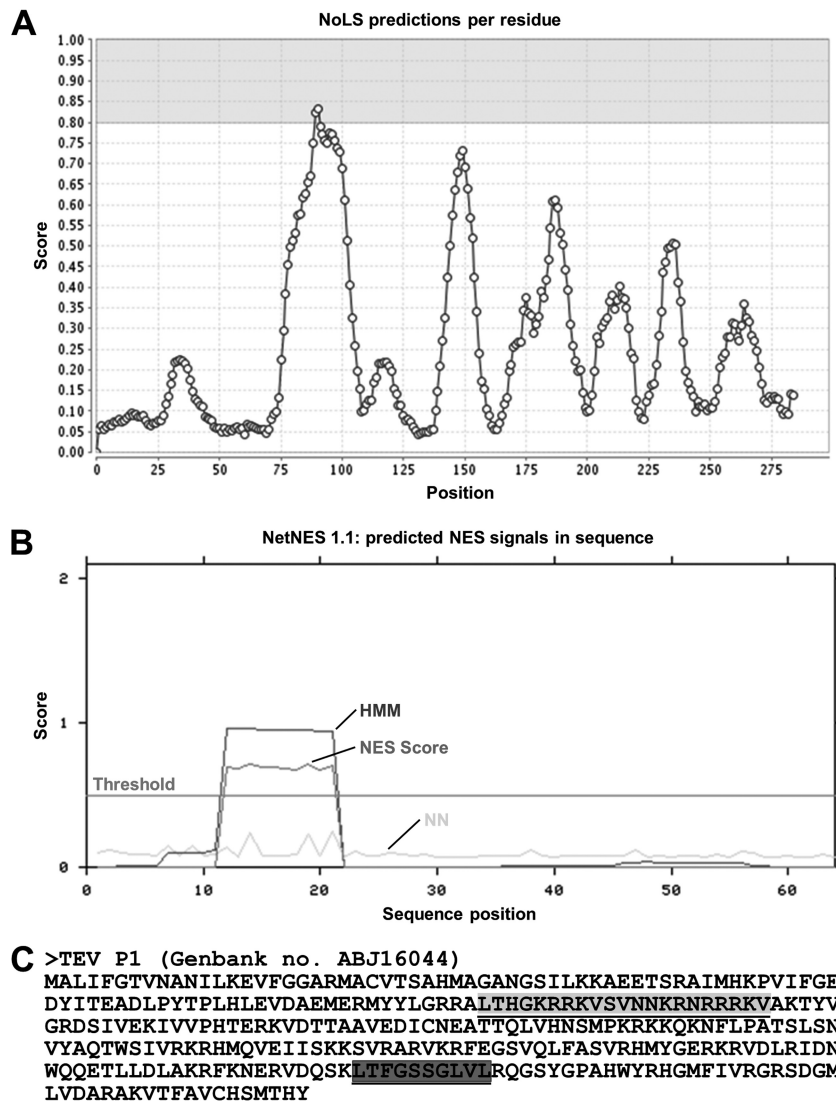 A
NoLS predictions per residue
1.00
0.95
0.90
0.85
0.80
0.75
0.70
0.65
0.60
0.55
0.50
0.45
0.40
0.35
0.30
0.25
0.20
0.15
0.10
0.05
0.00
Score
0 25 50 75 100 125 150 175 200 225 250 275
Position
B
NetNES 1.1: predicted NES signals in sequence
2
1
0
Score
HMM
NES Score
Threshold
NN
0 10 20 30 40 50 60
Sequence position
C
>TEV P1 (Genbank no. ABJ16044)
MALIFGTVNANILKEVFGGARMACVTSAHMAGANGSILKKAEETSRAIMHKPVIFGE
DYITEADLPYTPLHLEVDAEMERMYYLGRRALTHGKRRKVSVNNKRNRRRKVAKTYV
GRDSIVEKIVVPHTERKVDTTAAVEDICNEATTQLVHNSMPKRKKQKNFLPATSLSN
VYAQTWSIVRKRHMQVEIISKKSVRARVKRFEGSVQLFASVRHMYGERKRVDLRIDN
WQQETLLDLAKRFKNERVDQSKLTFGSSGLVLRQGSYGPAHWYRHGMFIVRGRSDGM
LVDARAKVTFAVCHSMTHY